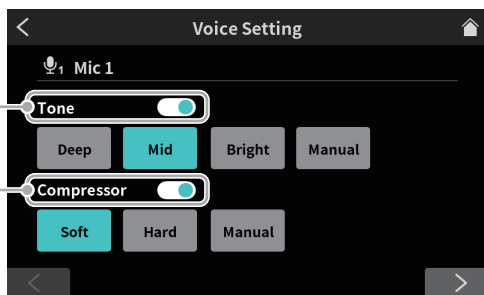 Voice Setting
1 Mic 1
Tone
Deep Mid Bright Manual
Compressor
Soft Hard Manual